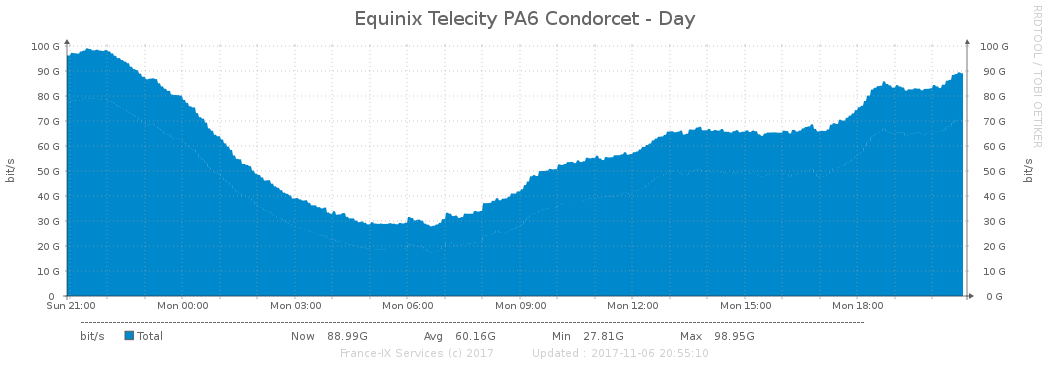 Equinix Telecity PA6 Condorcet - Day
RRDTOOL / TOBI OETIKER
bit/s
100 G
90 G
80 G
70 G
60 G
50 G
40 G
30 G
20 G
10 G
0
100 G
90 G
80 G
70 G
60 G
50 G
40 G
30 G
20 G
10 G
0 G
bit/s
Sun 21:00 Mon 00:00 Mon 03:00 Mon 06:00 Mon 09:00 Mon 12:00 Mon 15:00 Mon 18:00
bit/s Total Now 88.99G Avg 60.16G Min 27.81G Max 98.95G
France-IX Services (c) 2017 Updated : 2017-11-06 20:55:10